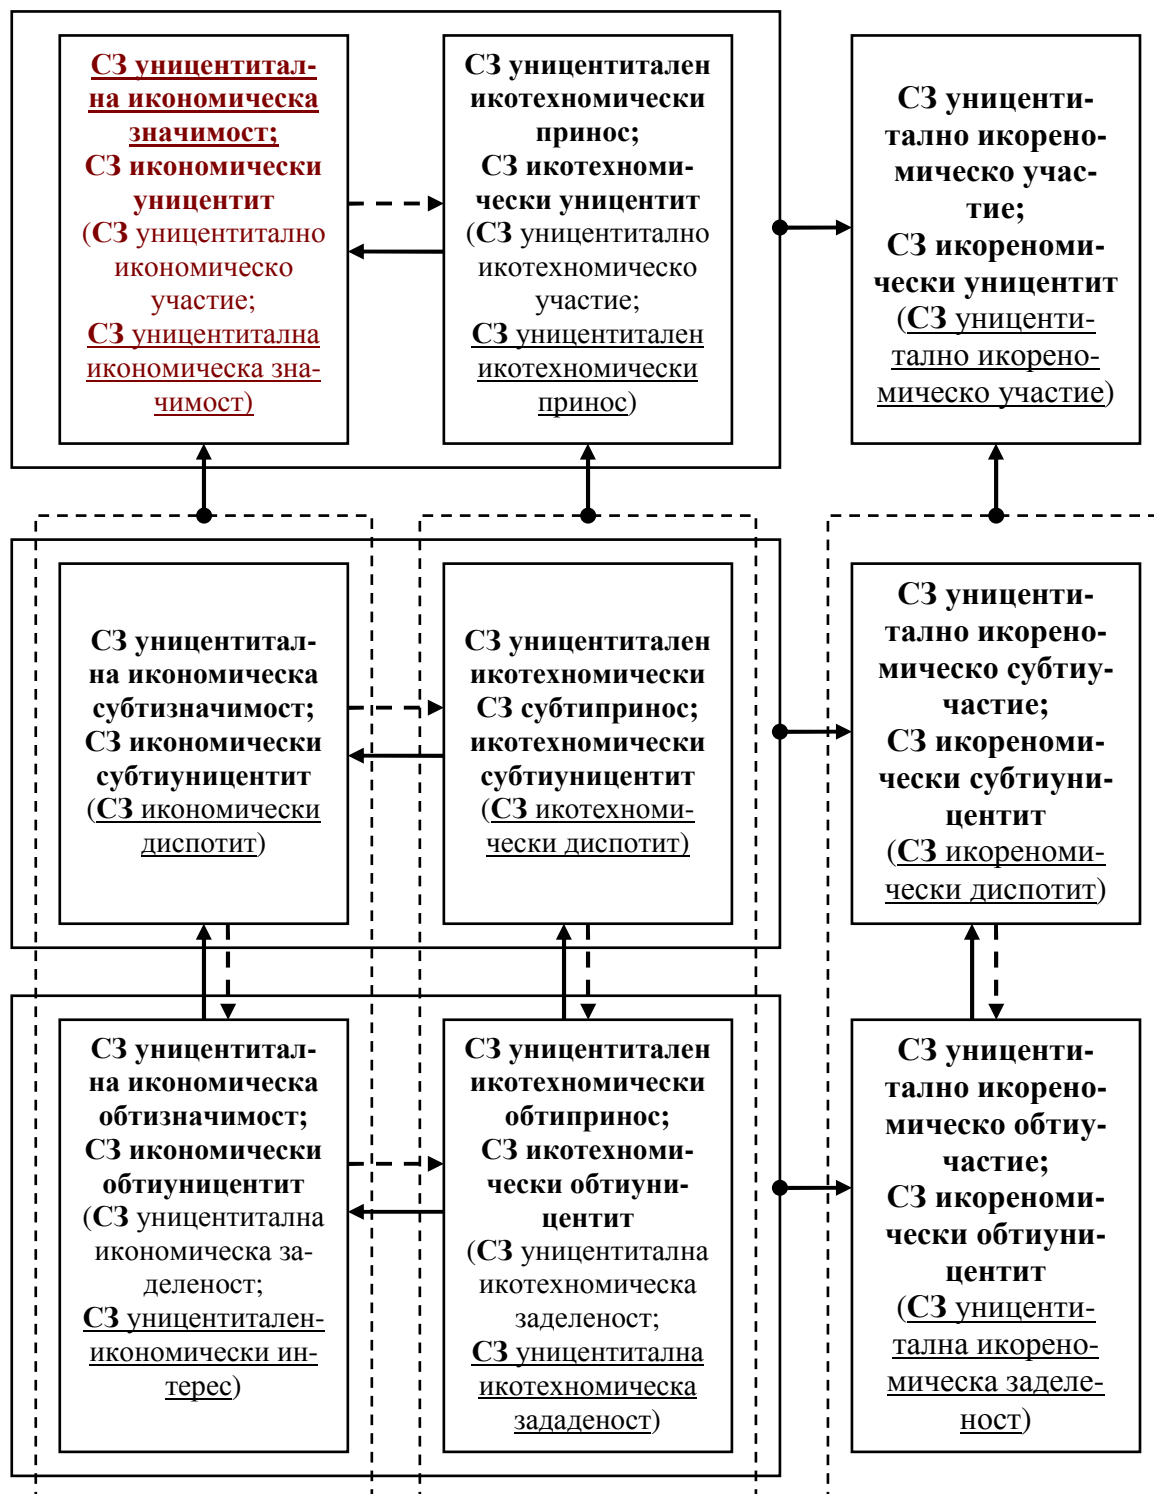 СЗ уницентитал-
на икономическа
значимост;
СЗ икономически
уницентит
(СЗ уницентитално
икономическо
участие;
СЗ уницентитална
икономическа зна-
чимост)
СЗ уницентитален
икотехномически
принос;
СЗ икотехноми-
чески уницентит
(СЗ уницентитално
икотехномическо
участие;
СЗ уницентитален
икотехномически
принос)
СЗ уницентi-
тално икорено-
мическо учас-
тие;
СЗ икореноми-
чески уницентит
(СЗ униценти-
тално икорено-
мическо участие)
СЗ уницентитал-
на икономическа
субтизначимост;
СЗ икономически
субтиуницентит
(СЗ икономически
диспотит)
СЗ уницентитален
икотехномически
СЗ субтипринос;
икотехномически
субтиуницентит
(СЗ икотехноми-
чески диспотит)
СЗ униценти-
тално икорено-
мическо субтиу-
частие;
СЗ икореноми-
чески субтиуни-
центит
(СЗ икореноми-
чески диспотит)
СЗ уницентитал-
на икономическа
обтизначимост;
СЗ икономически
обтиуницентит
(СЗ уницентитална
икономическа за-
деленост;
СЗ уницентитален-
икономически ин-
терес)
СЗ уницентитален
икотехномически
обтипринос;
СЗ икотехноми-
чески обтиуни-
центит
(СЗ уницентитална
икотехномическа
заделеност;
СЗ уницентитална
икотехномическа
зададеност)
СЗ униценти-
тално икорено-
мическо обтиу-
частие;
СЗ икореноми-
чески обтиуни-
центит
(СЗ униценти-
тална икорено-
мическа заделе-
ност)